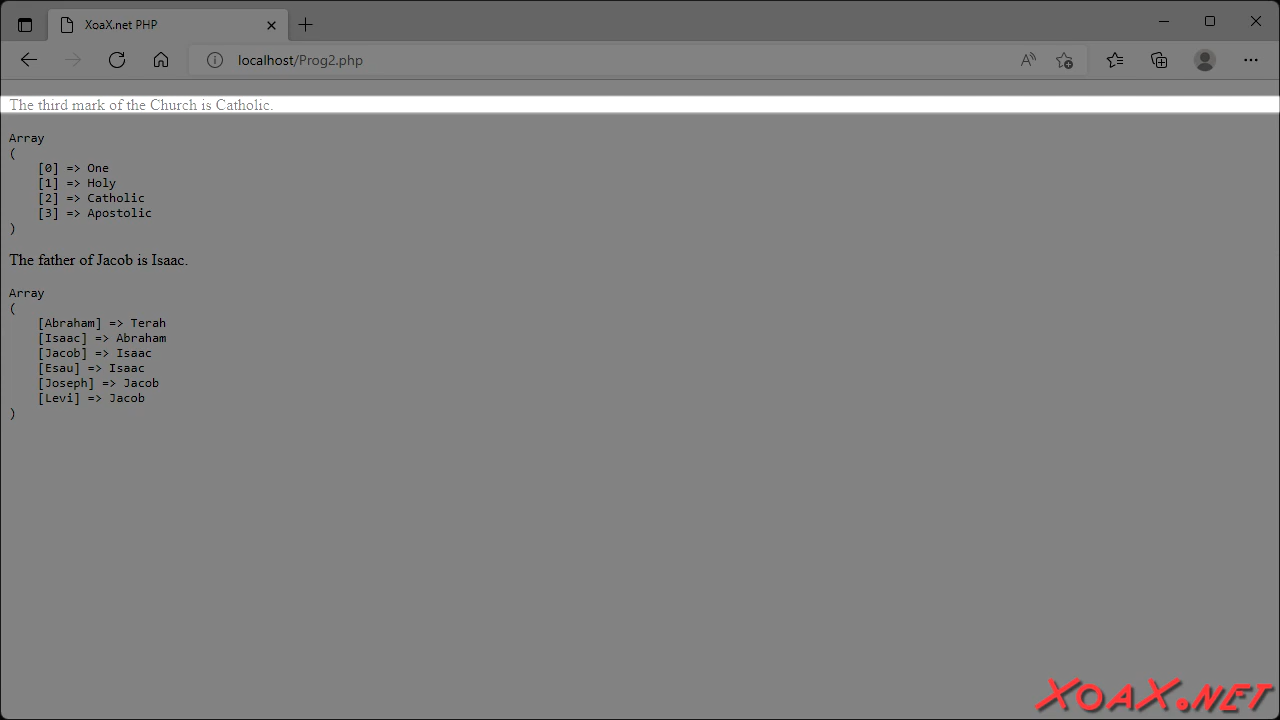 XoaX.net PHP
localhost/Prog2.php
The third mark of the Church is Catholic.
Array
(
    [0] => One
    [1] => Holy
    [2] => Catholic
    [3] => Apostolic
)
The father of Jacob is Isaac.
Array
(
    [Abraham] => Terah
    [Isaac] => Abraham
    [Jacob] => Isaac
    [Esau] => Isaac
    [Joseph] => Jacob
    [Levi] => Jacob
)
XoaX.net